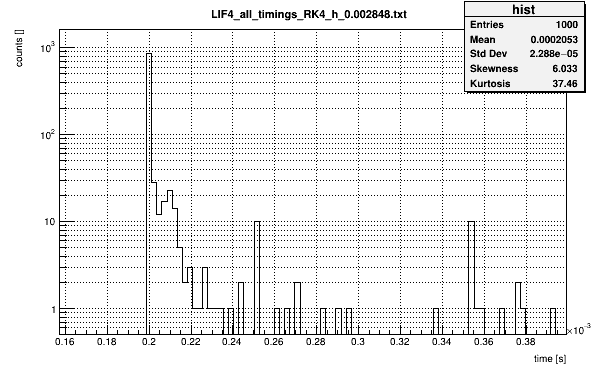 LIF4_all_timings_RK4_h_0.002848.txt
hist
Entries 1000
Mean 0.0002053
Std Dev 2.288e−05
Skewness 6.033
Kurtosis 37.46
counts []
10³
10²
10
1
0.16 0.18 0.2 0.22 0.24 0.26 0.28 0.3 0.32 0.34 0.36 0.38
×10⁻³
time [s]